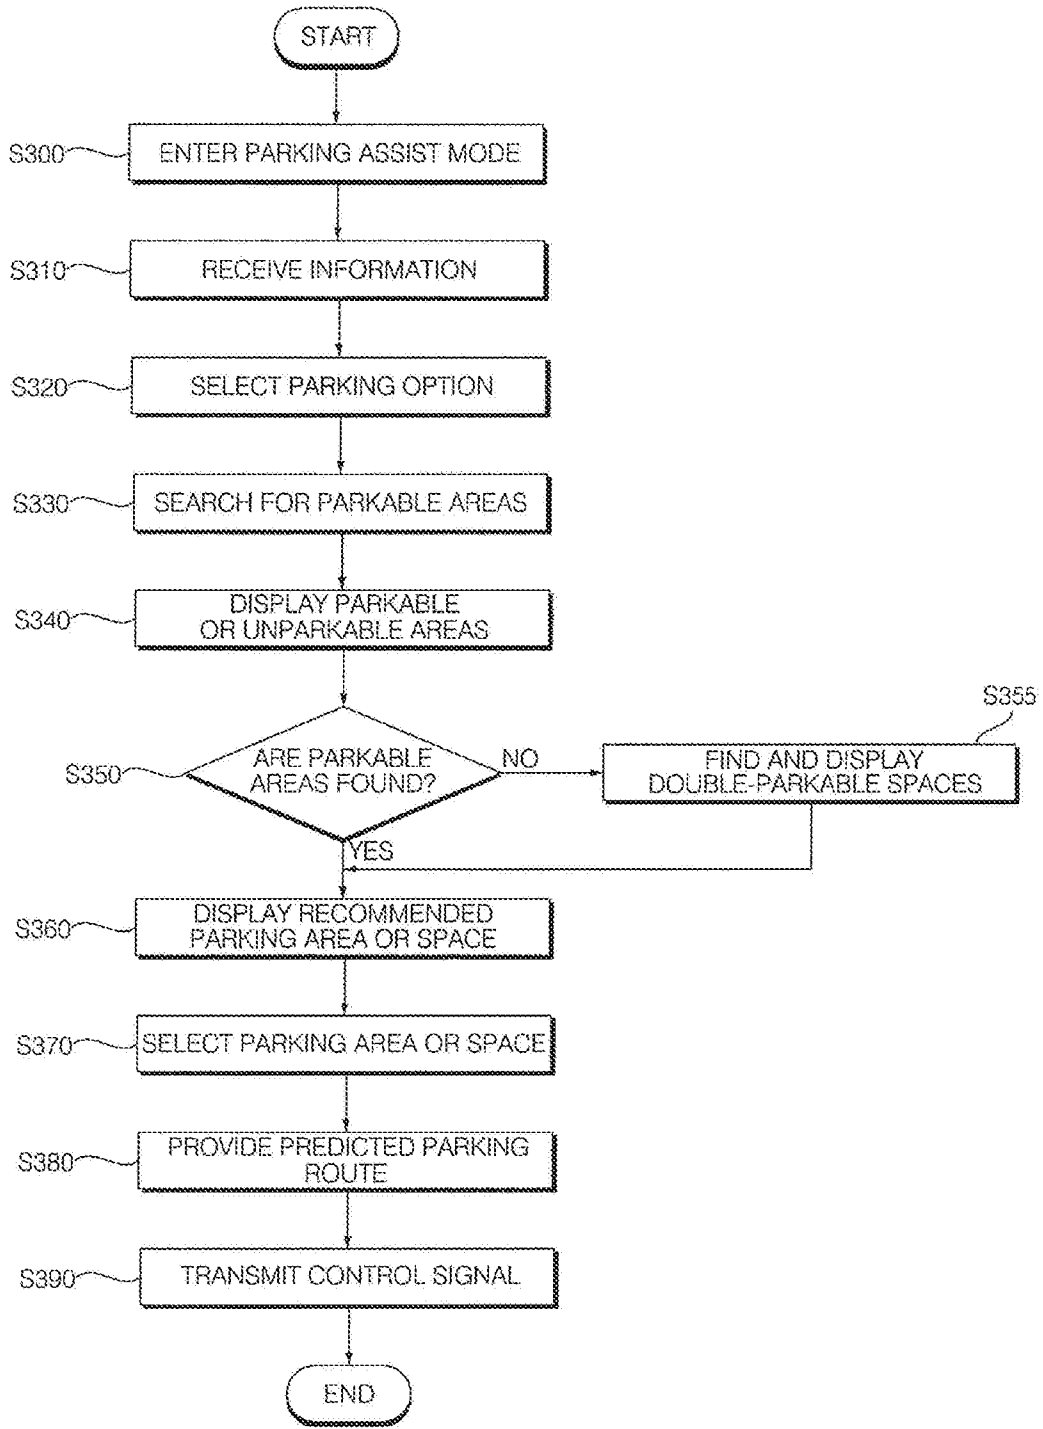 START
S300
ENTER PARKING ASSIST MODE
S310
RECEIVE INFORMATION
S320
SELECT PARKING OPTION
S330
SEARCH FOR PARKABLE AREAS
S340
DISPLAY PARKABLE
OR UNPARKABLE AREAS
S350
ARE PARKABLE
AREAS FOUND?
NO
S355
FIND AND DISPLAY
DOUBLE-PARKABLE SPACES
YES
S360
DISPLAY RECOMMENDED
PARKING AREA OR SPACE
S370
SELECT PARKING AREA OR SPACE
S380
PROVIDE PREDICTED PARKING
ROUTE
S390
TRANSMIT CONTROL SIGNAL
END